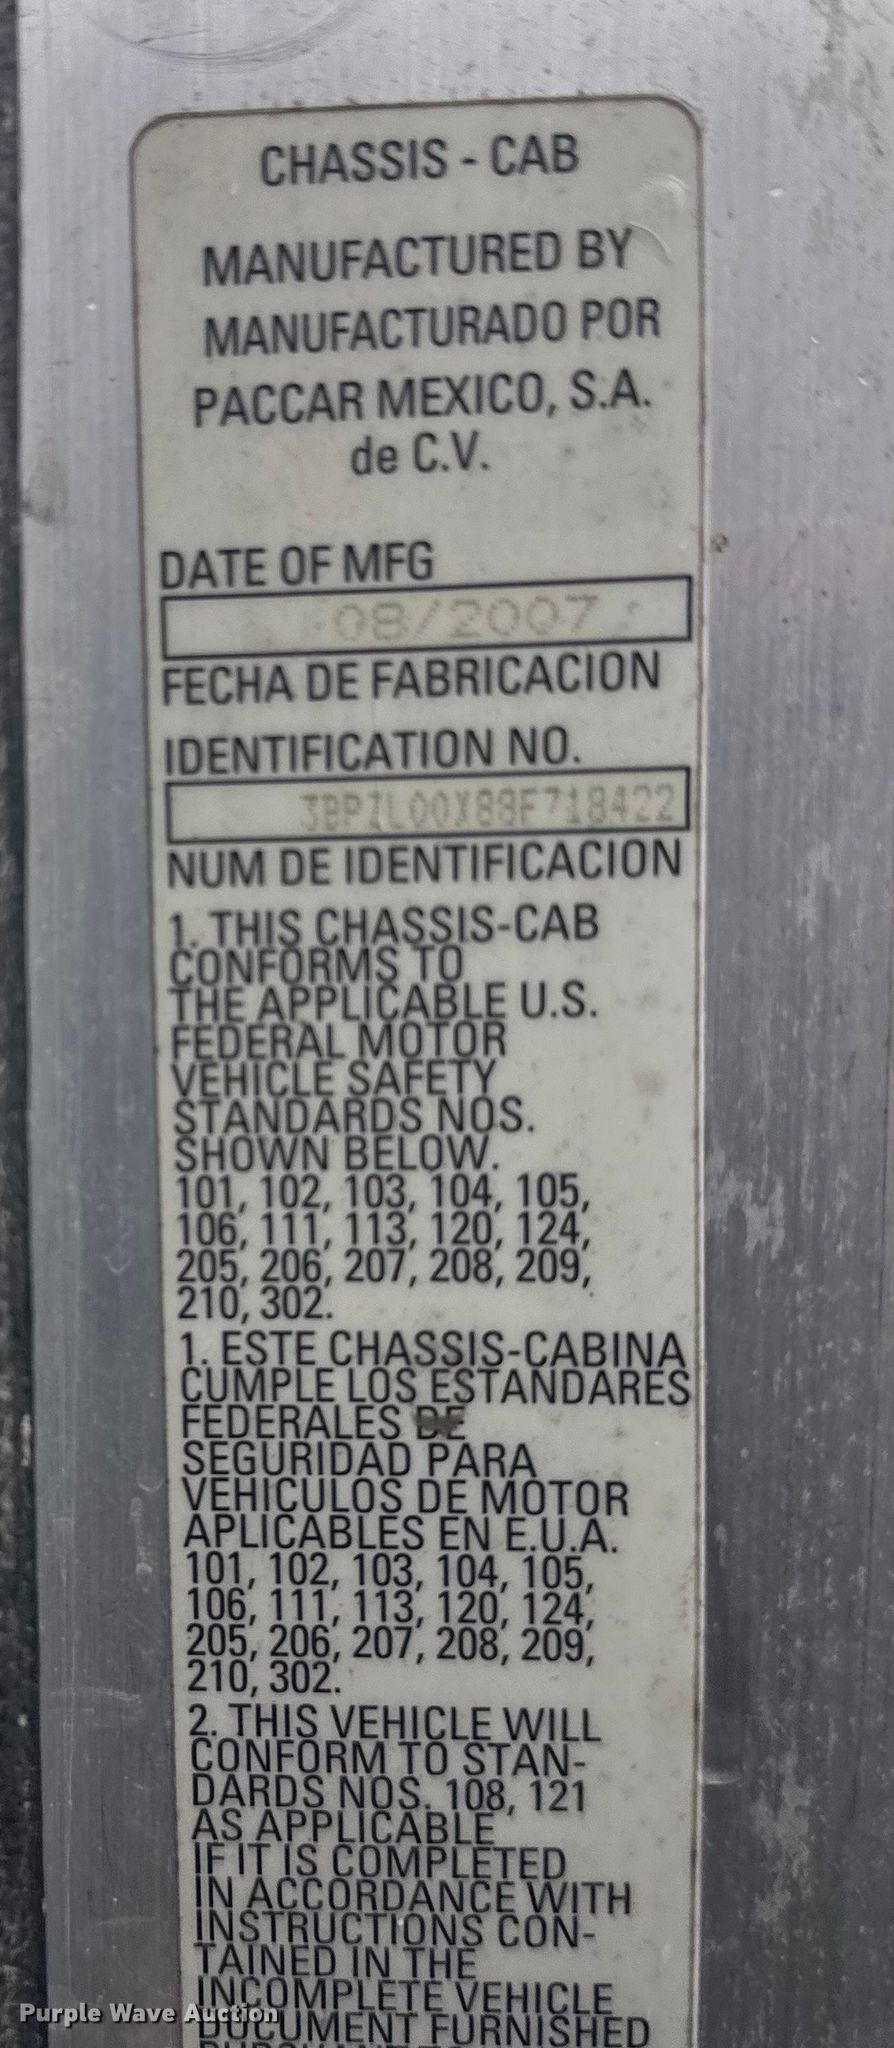 CHASSIS - CAB
MANUFACTURED BY
MANUFACTURADO POR
PACCAR MEXICO, S.A.
de C.V.
DATE OF MFG
08/2007
FECHA DE FABRICACION
IDENTIFICATION NO.
3BPZL00X88F718422
NUM DE IDENTIFICACION
1. THIS CHASSIS-CAB
CONFORMS TO
THE APPLICABLE U.S.
FEDERAL MOTOR
VEHICLE SAFETY
STANDARDS NOS.
SHOWN BELOW.
101, 102, 103, 104, 105,
106, 111, 113, 120, 124,
205, 206, 207, 208, 209,
210, 302.
1. ESTE CHASSIS-CABINA
CUMPLE LOS ESTANDARES
FEDERALES DE
SEGURIDAD PARA
VEHICULOS DE MOTOR
APLICABLES EN E.U.A.
101, 102, 103, 104, 105,
106, 111, 113, 120, 124,
205, 206, 207, 208, 209,
210, 302.
2. THIS VEHICLE WILL
CONFORM TO STAN-
DARDS NOS. 108, 121
AS APPLICABLE
IF IT IS COMPLETED
IN ACCORDANCE WITH
INSTRUCTIONS CON-
TAINED IN THE
INCOMPLETE VEHICLE
DOCUMENT FURNISHED
Purple Wave Auction